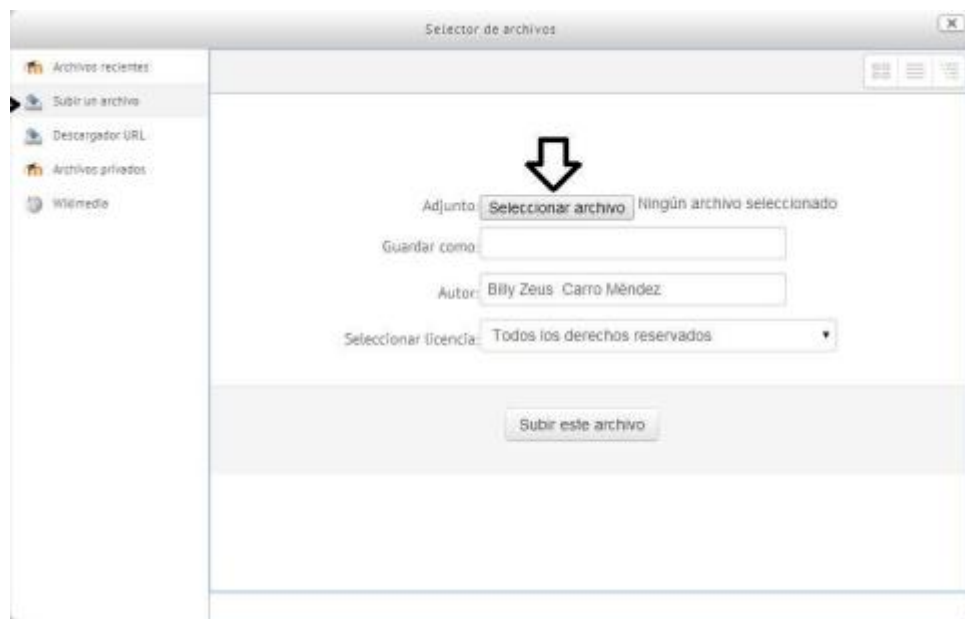 Selector de archivos
Archivos recientes
Subir un archivo
Descargador URL
Archivos privados
Wikimedia
Adjunto: Seleccionar archivo Ningún archivo seleccionado
Guardar como:
Autor: Billy Zeus Carro Méndez
Seleccionar licencia: Todos los derechos reservados
Subir este archivo